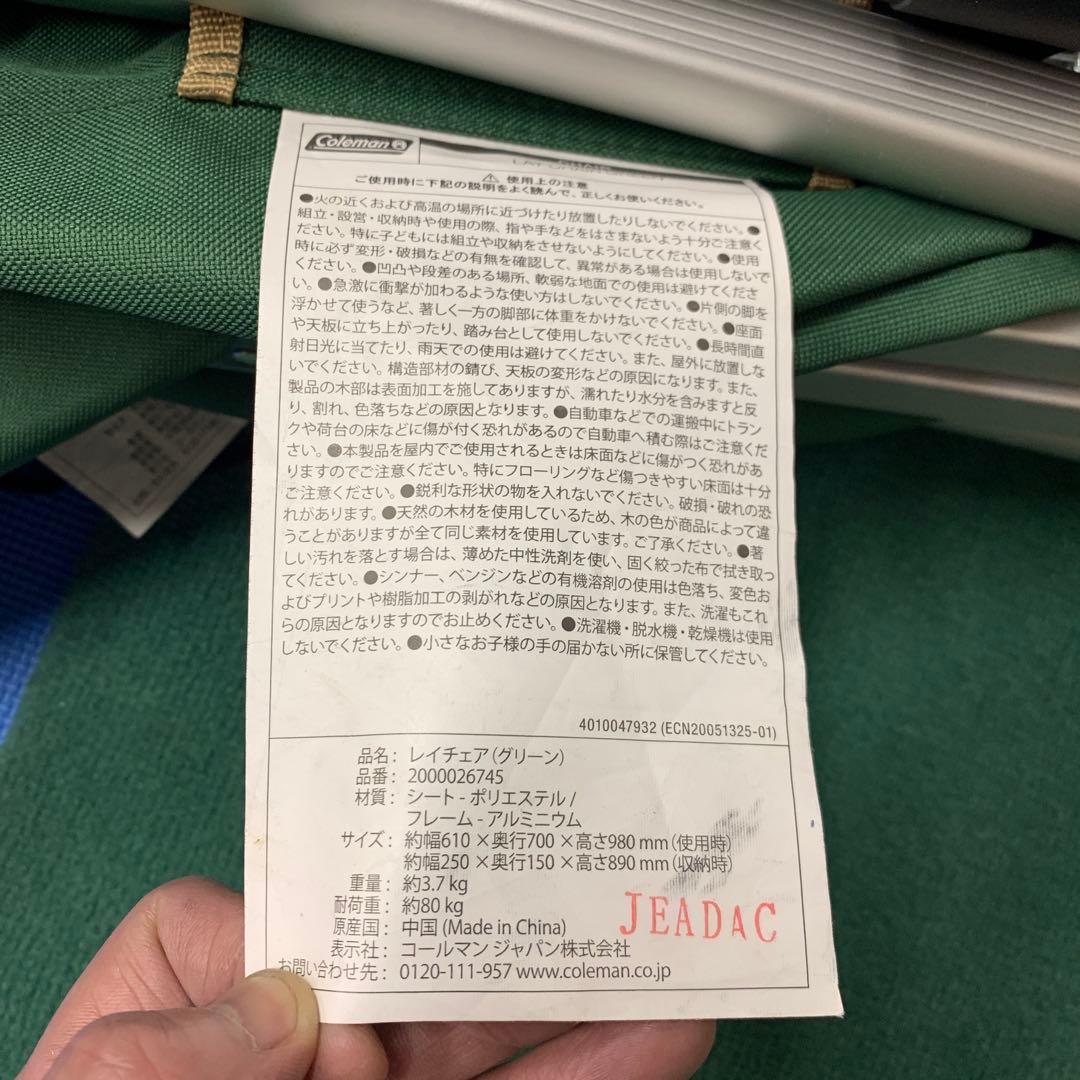 Coleman
⚠ 使用上の注意
ご使用時に下記の説明をよく読んで、正しくお使いください。
●火の近くおよび高温の場所に近づけたり放置したりしないでください。●
組立・設営・収納時や使用の際、指や手などをはさまないよう十分ご注意く
ださい。特に子どもには組立や収納をさせないようにしてください。●使用
時に必ず変形・破損などの有無を確認して、異常がある場合は使用しないで
ください。●凹凸や段差のある場所、軟弱な地面での使用は避けてくださ
い。●急激に衝撃が加わるような使い方はしないでください。●片側の脚を
浮かせて使うなど、著しく一方の脚部に体重をかけないでください。●座面
や天板に立ち上がったり、踏み台として使用しないでください。●長時間直
射日光に当てたり、雨天での使用は避けてください。また、屋外に放置しな
いでください。構造部材の錆び、天板の変形などの原因になります。また、
製品の木部は表面加工を施してありますが、濡れたり水分を含みますと反
り、割れ、色落ちなどの原因となります。●自動車などでの運搬中にトラン
クや荷台の床などに傷が付く恐れがあるので自動車へ積む際はご注意くだ
さい。●本製品を屋内でご使用されるときは床面などに傷がつく恐れがあ
りますのでご注意ください。特にフローリングなど傷つきやすい床面は十分
ご注意ください。●鋭利な形状の物を入れないでください。破損・破れの恐
れがあります。●天然の木材を使用しているため、木の色が商品によって違
うことがありますが全て同じ素材を使用しています。ご了承ください。●著
しい汚れを落とす場合は、薄めた中性洗剤を使い、固く絞った布で拭き取っ
てください。●シンナー、ベンジンなどの有機溶剤の使用は色落ち、変色お
よびプリントや樹脂加工の剥がれなどの原因となります。また、洗濯もこれ
らの原因となりますのでお止めください。●洗濯機・脱水機・乾燥機は使用
しないでください。●小さなお子様の手の届かない所に保管してください。
4010047932 (ECN20051325-01)
品名: レイチェア(グリーン)
品番: 2000026745
材質: シート - ポリエステル /
フレーム - アルミニウム
サイズ: 約幅610 ×奥行700 ×高さ980 mm (使用時)
約幅250 ×奥行150 ×高さ890 mm (収納時)
重量: 約3.7 kg
耐荷重: 約80 kg
原産国: 中国 (Made in China)
表示社: コールマン ジャパン株式会社
お問い合わせ先: 0120-111-957 www.coleman.co.jp
JEADAC